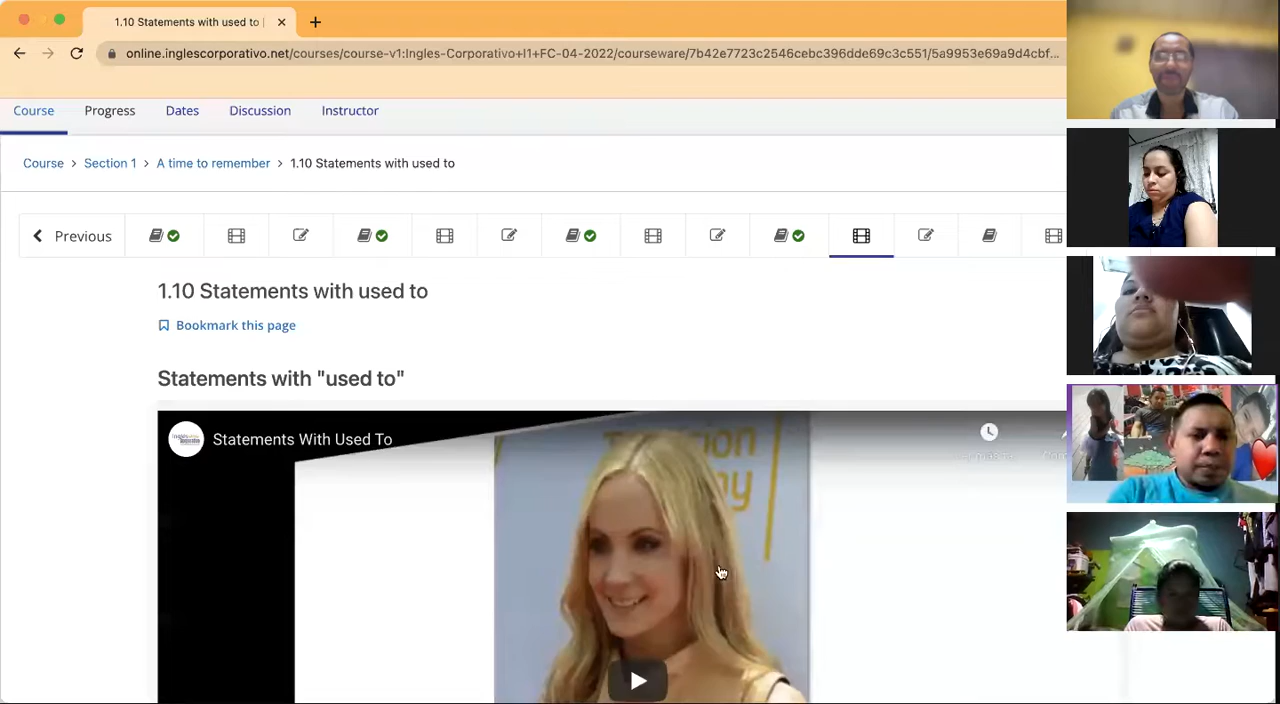 1.10 Statements with used to |
online.inglescorporativo.net/courses/course-v1:Ingles-Corporativo+I1+FC-04-2022/courseware/7b42e7723c2546cebc396dde69c3c551/5a9953e69a9d4cbf...
Course Progress Dates Discussion Instructor
Course > Section 1 > A time to remember > 1.10 Statements with used to
Previous
1.10 Statements with used to
Bookmark this page
Statements with "used to"
Statements With Used To